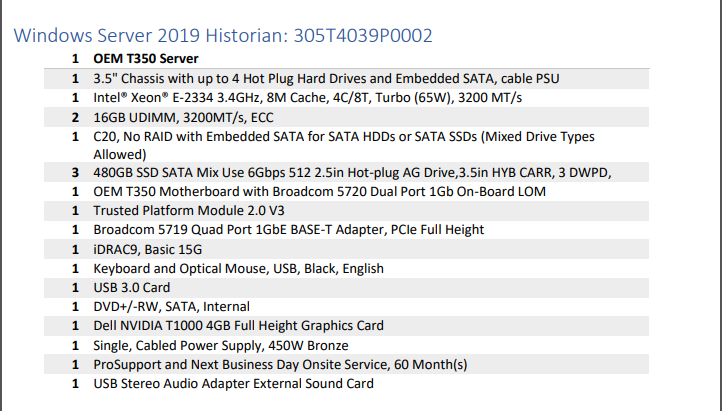 Windows Server 2019 Historian: 305T4039P0002
1 OEM T350 Server
1 3.5" Chassis with up to 4 Hot Plug Hard Drives and Embedded SATA, cable PSU
1 Intel® Xeon® E-2334 3.4GHz, 8M Cache, 4C/8T, Turbo (65W), 3200 MT/s
2 16GB UDIMM, 3200MT/s, ECC
1 C20, No RAID with Embedded SATA for SATA HDDs or SATA SSDs (Mixed Drive Types
Allowed)
3 480GB SSD SATA Mix Use 6Gbps 512 2.5in Hot-plug AG Drive,3.5in HYB CARR, 3 DWPD,
1 OEM T350 Motherboard with Broadcom 5720 Dual Port 1Gb On-Board LOM
1 Trusted Platform Module 2.0 V3
1 Broadcom 5719 Quad Port 1GbE BASE-T Adapter, PCIe Full Height
1 iDRAC9, Basic 15G
1 Keyboard and Optical Mouse, USB, Black, English
1 USB 3.0 Card
1 DVD+/-RW, SATA, Internal
1 Dell NVIDIA T1000 4GB Full Height Graphics Card
1 Single, Cabled Power Supply, 450W Bronze
1 ProSupport and Next Business Day Onsite Service, 60 Month(s)
1 USB Stereo Audio Adapter External Sound Card